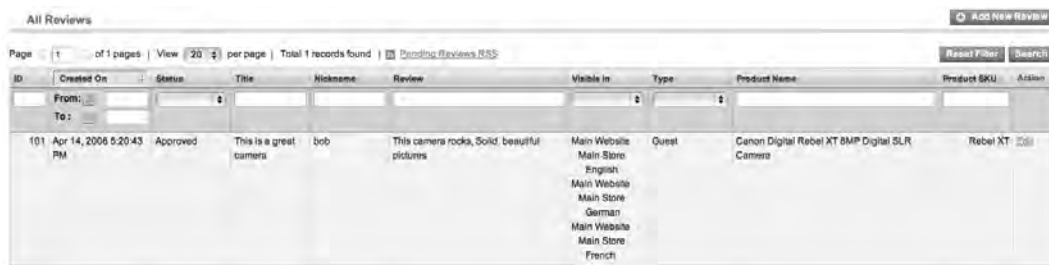 All Reviews
Add New Review
Page 1 of 1 pages | View 20 per page | Total 1 records found | Pending Reviews RSS
Reset Filter Search
ID Created On Status Title Nickname Review Visible In Type Product Name Product SKU Action
From:
To:
101 Apr 14, 2008 5:20:43 Approved This is a great bob This camera rocks, Solid, beautiful Main Website Guest Canon Digital Rebel XT 8MP Digital SLR Rebel XT Edit
PM camera pictures Main Store Camera
English
Main Website
Main Store
German
Main Website
Main Store
French